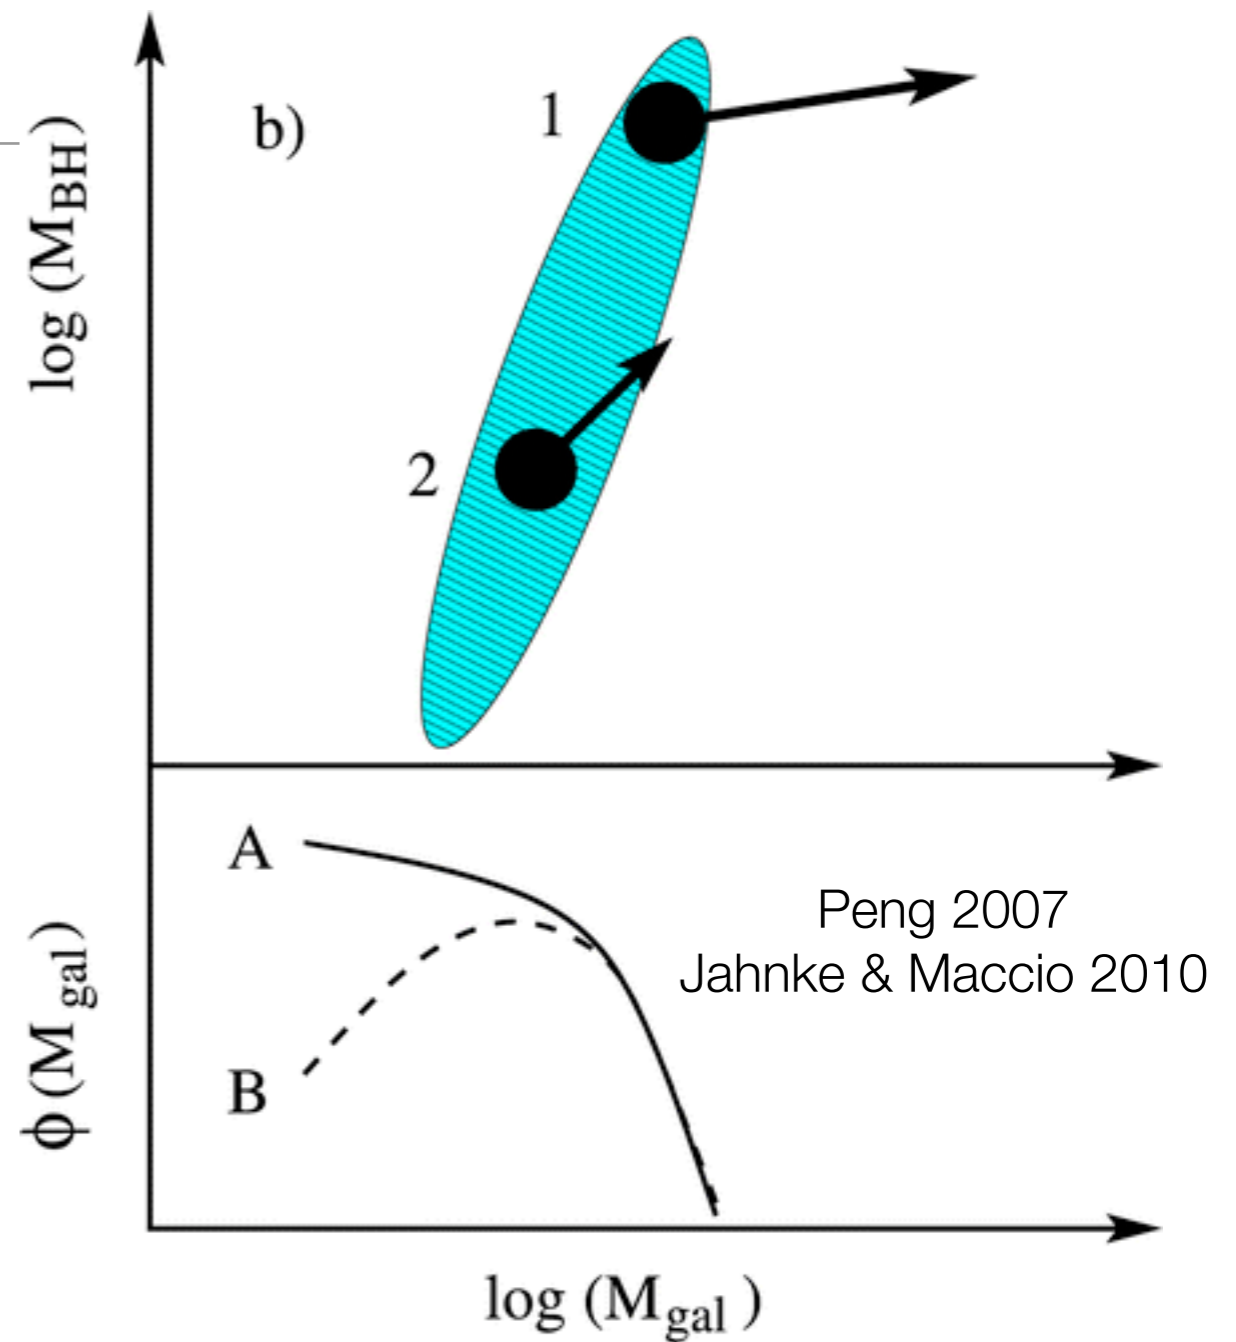 b)
1
log (M_BH)
2
A
Peng 2007
Jahnke & Maccio 2010
B
ϕ (M_gal)
log (M_gal)